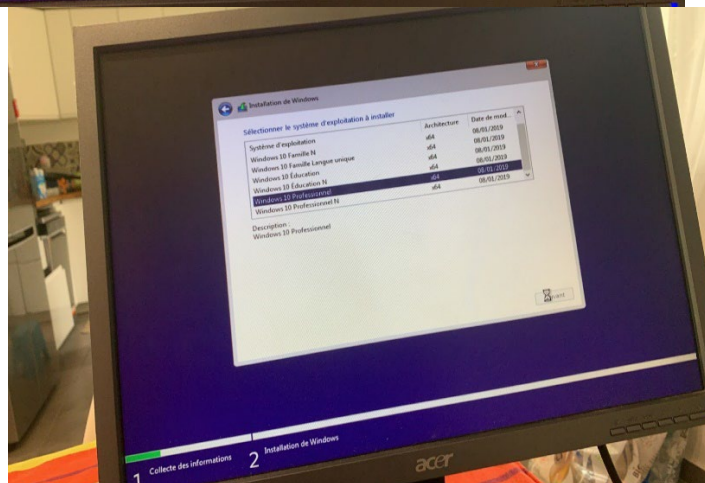 Installation de Windows
Sélectionner le système d'exploitation à installer
Système d'exploitation Architecture Date de mod...
Windows 10 Famille N x64 08/01/2019
Windows 10 Famille Langue unique x64 08/01/2019
Windows 10 Éducation x64 08/01/2019
Windows 10 Éducation N x64 08/01/2019
Windows 10 Professionnel x64 08/01/2019
Windows 10 Professionnel N x64 08/01/2019
Description :
Windows 10 Professionnel
1 Collecte des informations
2 Installation de Windows
acer